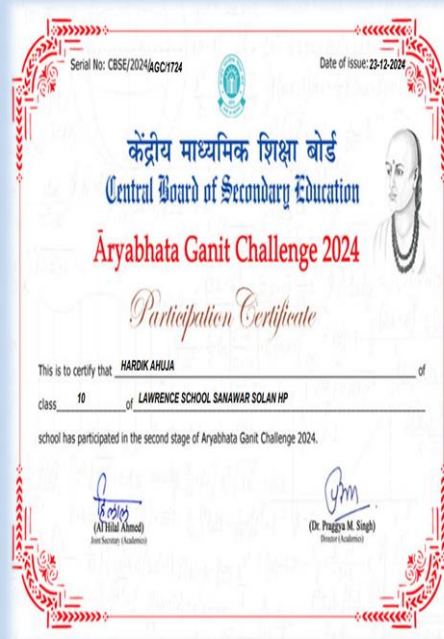 Serial No: CBSE/2024/AGC/1724 Date of issue: 23-12-2024
केंद्रीय माध्यमिक शिक्षा बोर्ड
Central Board of Secondary Education
Āryabhata Ganit Challenge 2024
Participation Certificate
This is to certify that HARDIK AHUJA of
class 10 of LAWRENCE SCHOOL SANAWAR SOLAN HP
school has participated in the second stage of Aryabhata Ganit Challenge 2024.
हिलाल
(Al Hilal Ahmed) (Dr. Praggya M. Singh)
Joint Secretary (Academics) Director (Academics)